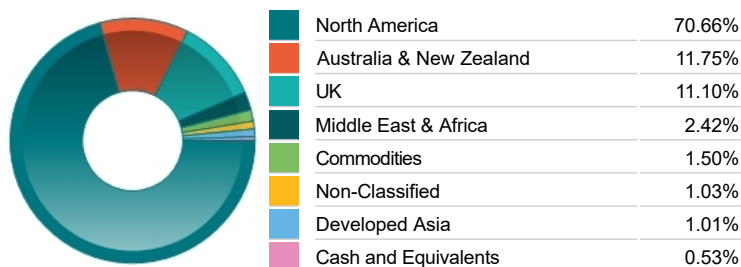 North America 70.66%
Australia & New Zealand 11.75%
UK 11.10%
Middle East & Africa 2.42%
Commodities 1.50%
Non-Classified 1.03%
Developed Asia 1.01%
Cash and Equivalents 0.53%